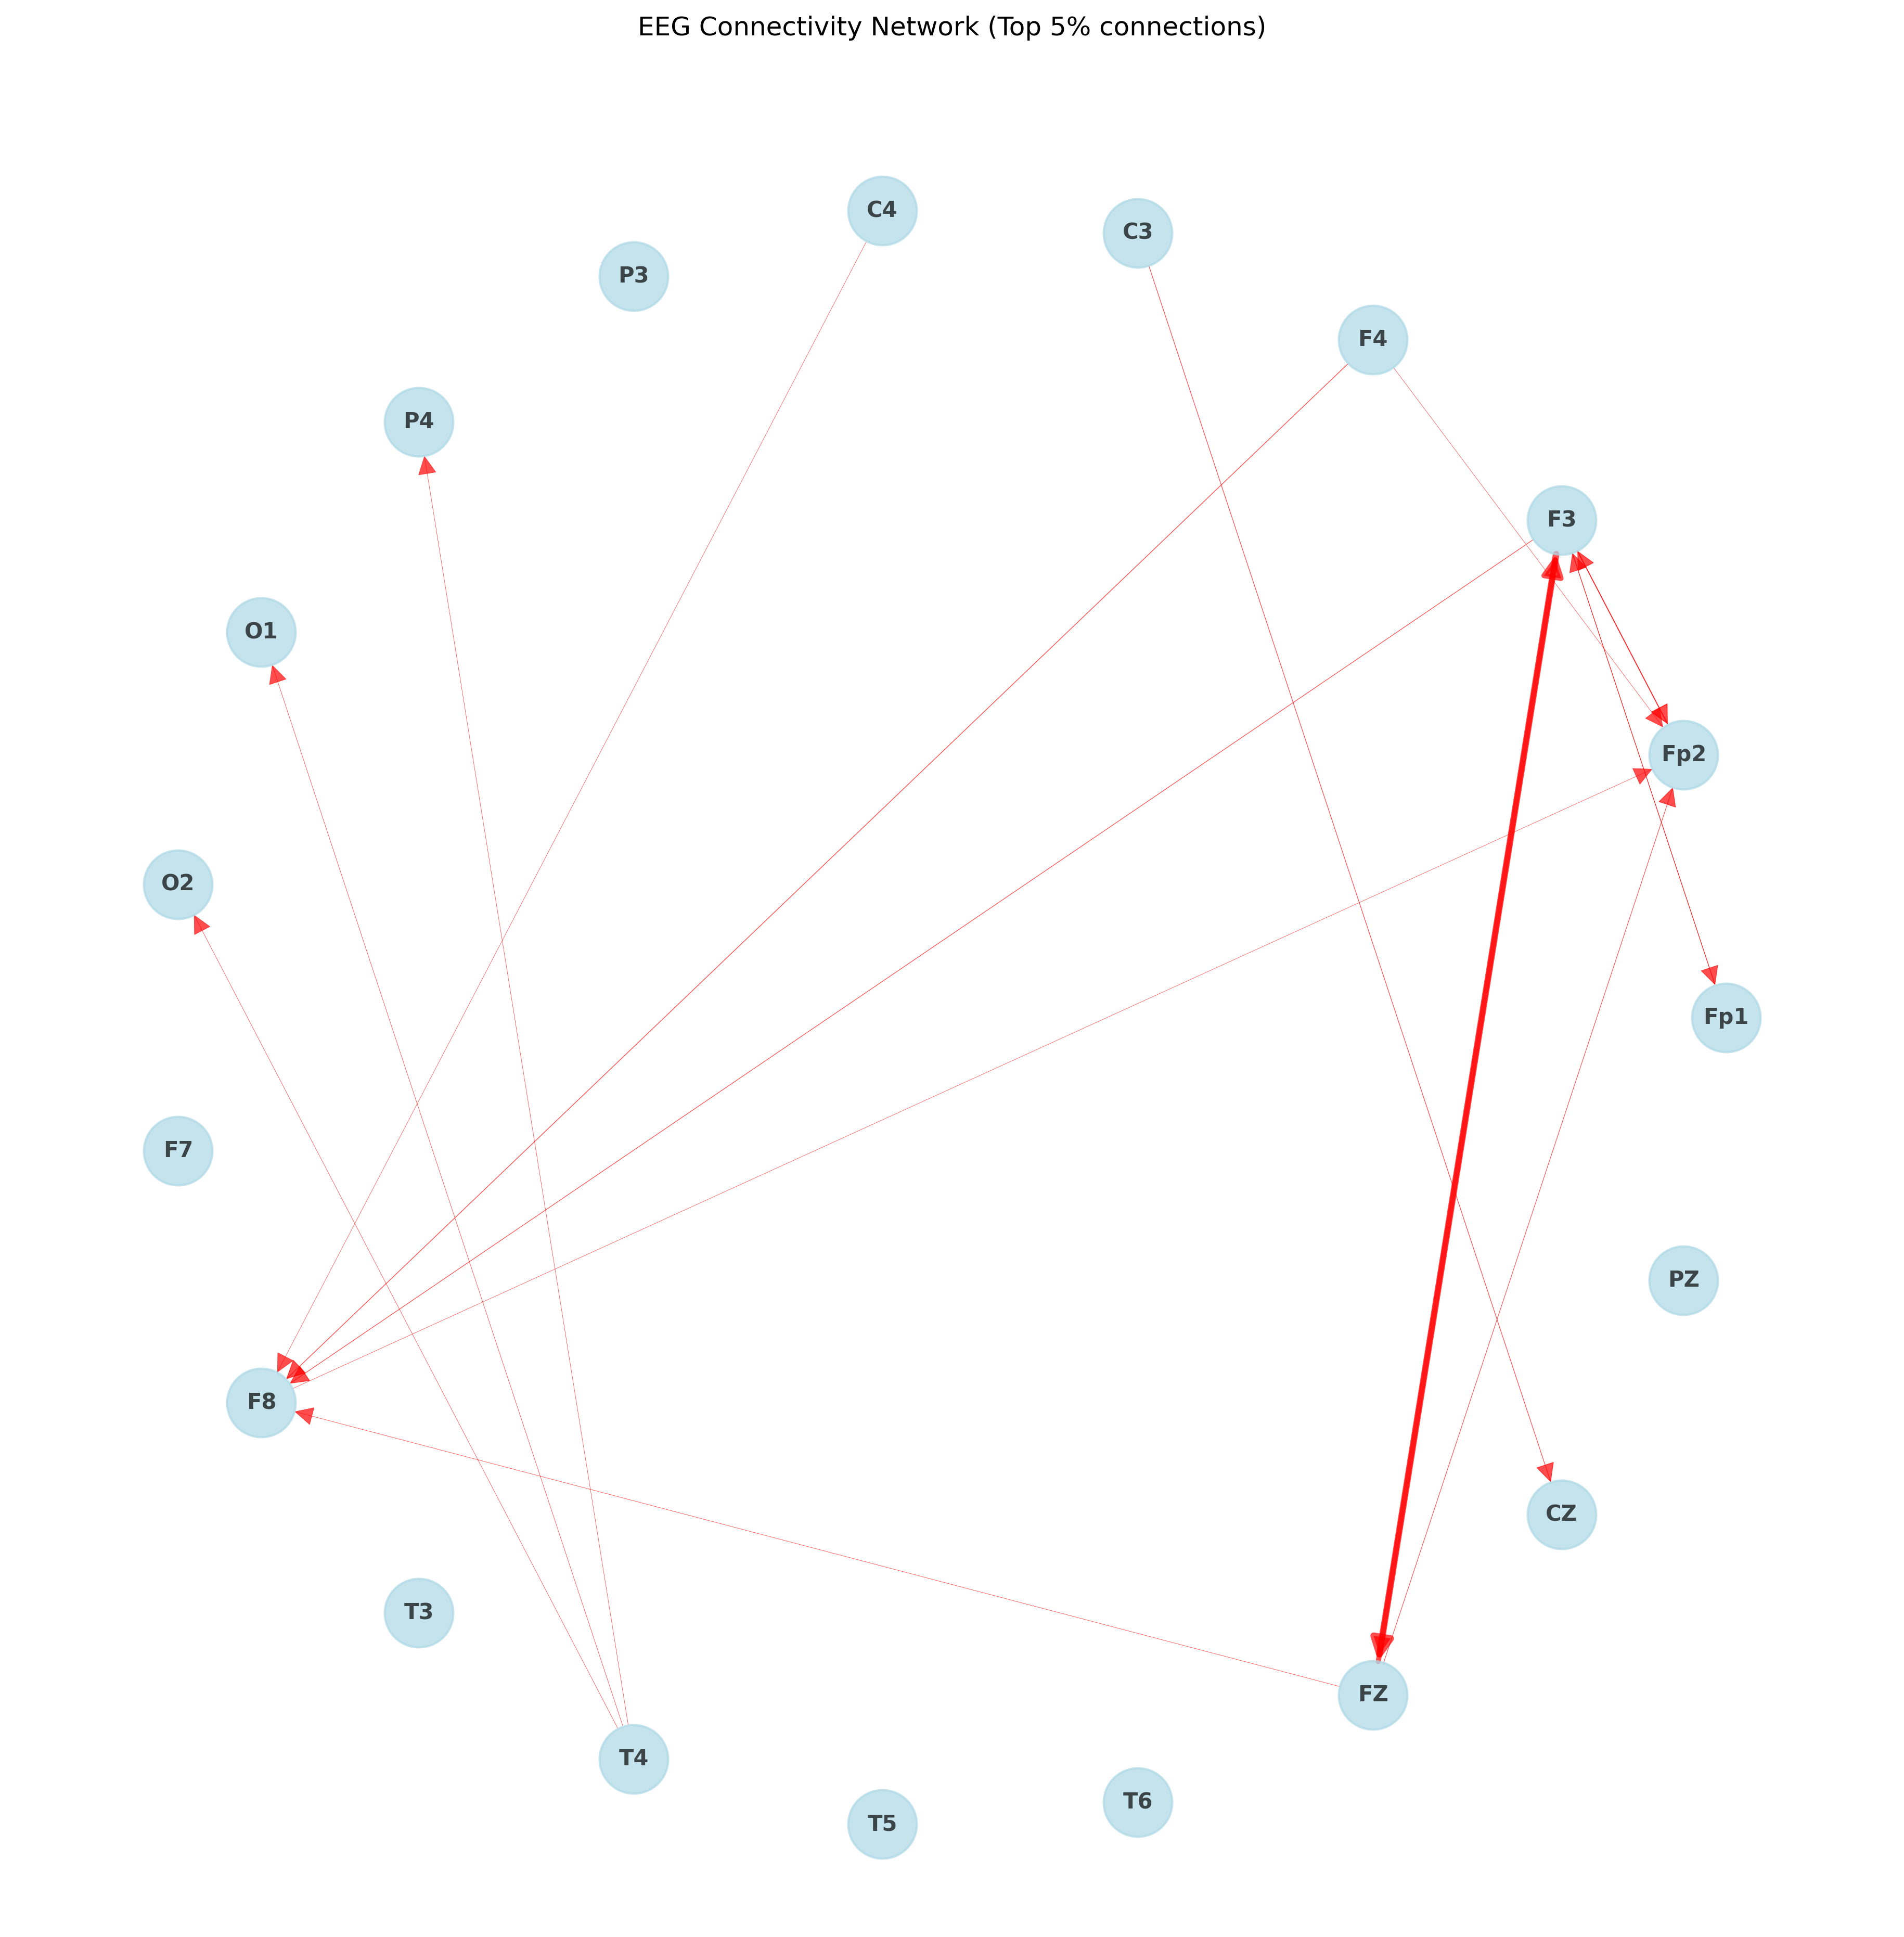 EEG Connectivity Network (Top 5% connections)
C4
C3
P3
F4
P4
F3
O1
Fp2
O2
Fp1
F7
PZ
F8
CZ
T3
FZ
T4
T6
T5